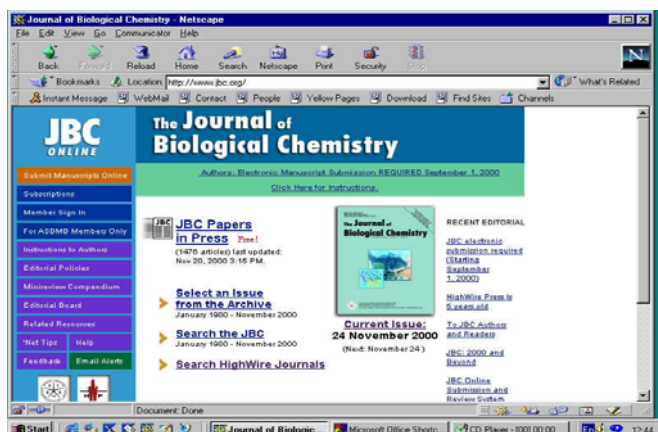 Journal of Biological Chemistry - Netscape
File Edit View Go Communicator Help
Back Forward Reload Home Search Netscape Print Security Stop
Bookmarks Location: http://www.jbc.org/ What's Related
Instant Message WebMail Contact People Yellow Pages Download Find Sites Channels
JBC
ONLINE
Submit Manuscripts Online
Subscriptions
Member Sign In
For ASBMB Members Only
Instructions to Authors
Editorial Policies
Minireview Compendium
Editorial Board
Related Resources
'Net Tips Help
Feedback Email Alerts
The Journal of
Biological Chemistry
Authors: Electronic Manuscript Submission REQUIRED September 1, 2000
Click Here for Instructions.
JBC
JBC Papers
in Press Free!
(1476 articles) last updated:
Nov 20, 2000 3:15 PM.
Select an Issue
from the Archive
January 1980 - November 2000
Search the JBC
January 1980 - November 2000
Search HighWire Journals
The Journal of
Biological Chemistry
Current Issue:
24 November 2000
(Next: November 24 )
RECENT EDITORIAL
JBC electronic
submission required
(Starting
September
1, 2000)
HighWire Press is
5 years old
To JBC Authors
and Readers
JBC: 2000 and
Beyond
JBC Online
Submission and
Review System
Document: Done
Start Journal of Biologic... Microsoft Office Shortc... CD Player - [00] 00:00 En 12:44